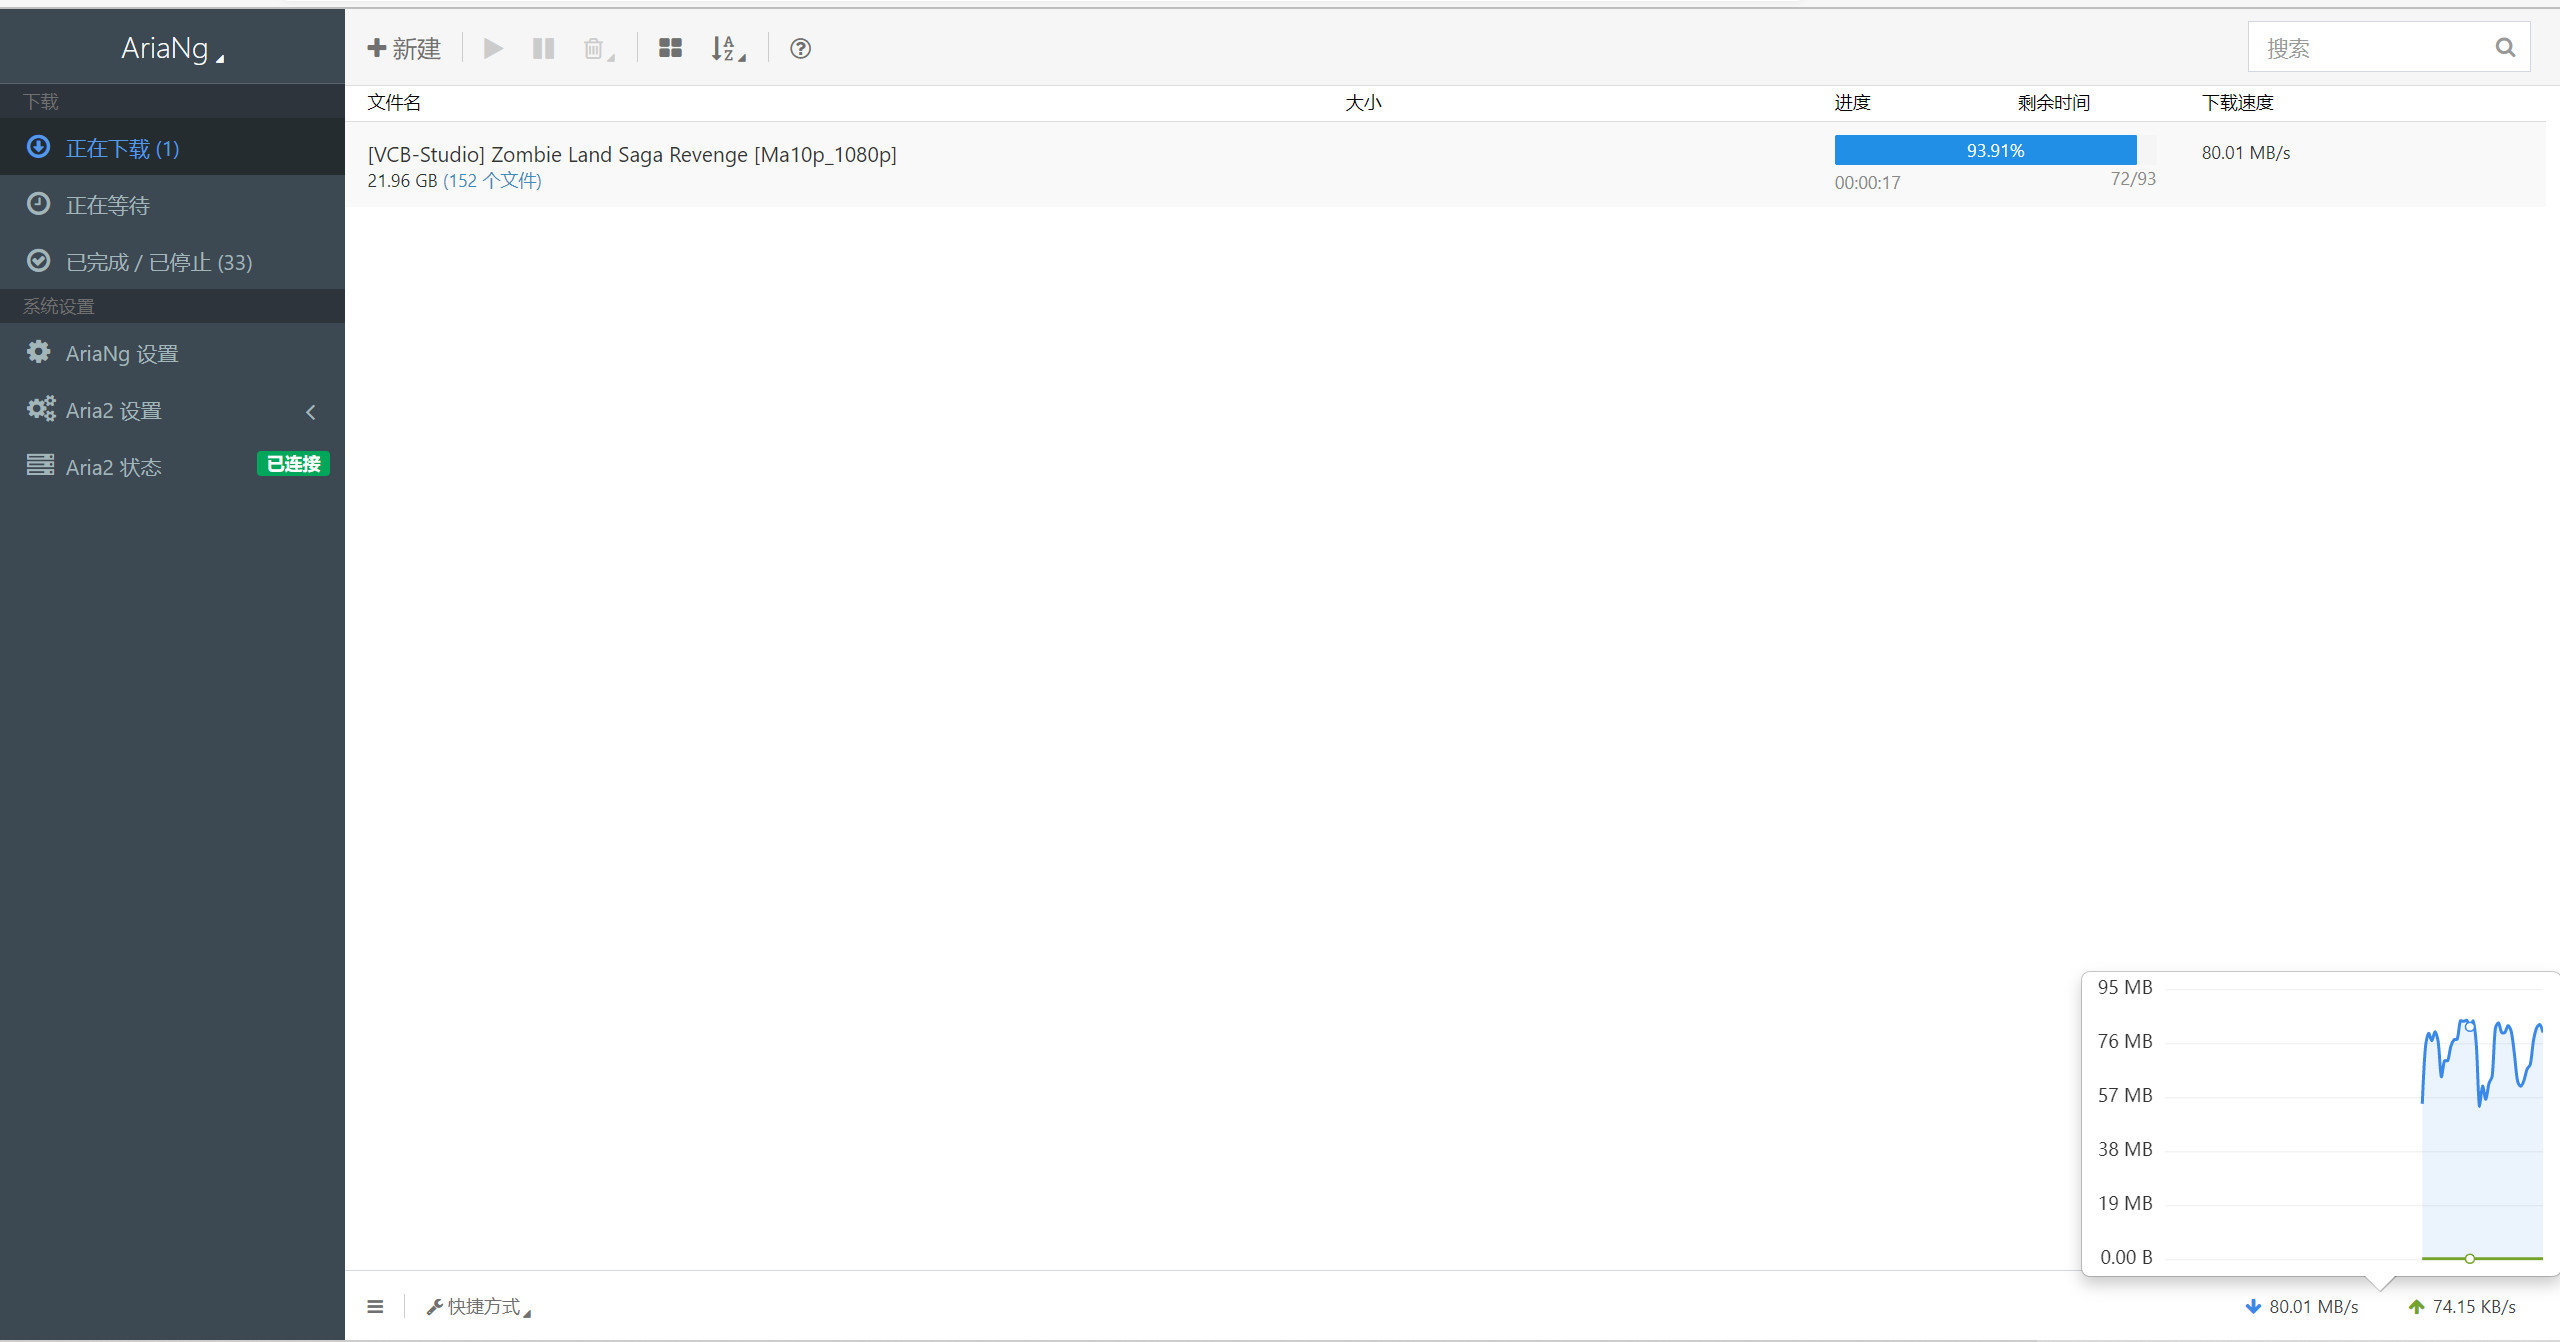 AriaNg
新建
搜索
下载
文件名 大小 进度 剩余时间 下载速度
正在下载 (1)
[VCB-Studio] Zombie Land Saga Revenge [Ma10p_1080p]
93.91%
80.01 MB/s
21.96 GB (152 个文件)
00:00:17
72/93
正在等待
已完成 / 已停止 (33)
系统设置
AriaNg 设置
Aria2 设置
Aria2 状态
已连接
95 MB
76 MB
57 MB
38 MB
19 MB
0.00 B
快捷方式
80.01 MB/s
74.15 KB/s